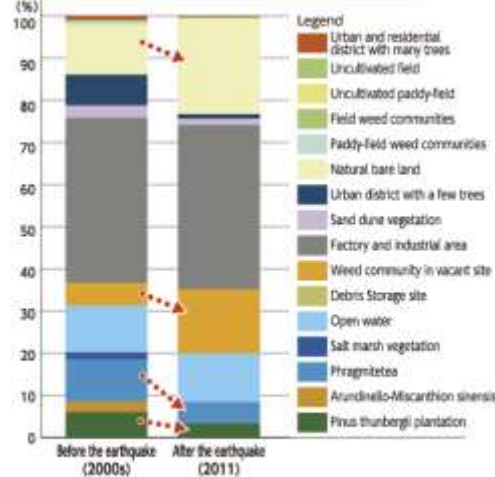 (%)
100
90
80
70
60
50
40
30
20
10
0
Before the earthquake
(2000s)
After the earthquake
(2011)
Legend
Urban and residential
district with many trees
Uncultivated field
Uncultivated paddy-field
Field weed communities
Paddy-field weed communities
Natural bare land
Urban district with a few trees
Sand dune vegetation
Factory and industrial area
Weed community in vacant site
Debris Storage site
Open water
Salt marsh vegetation
Phragmitetea
Arundinello-Miscanthion sinensis
Pinus thunbergii plantation